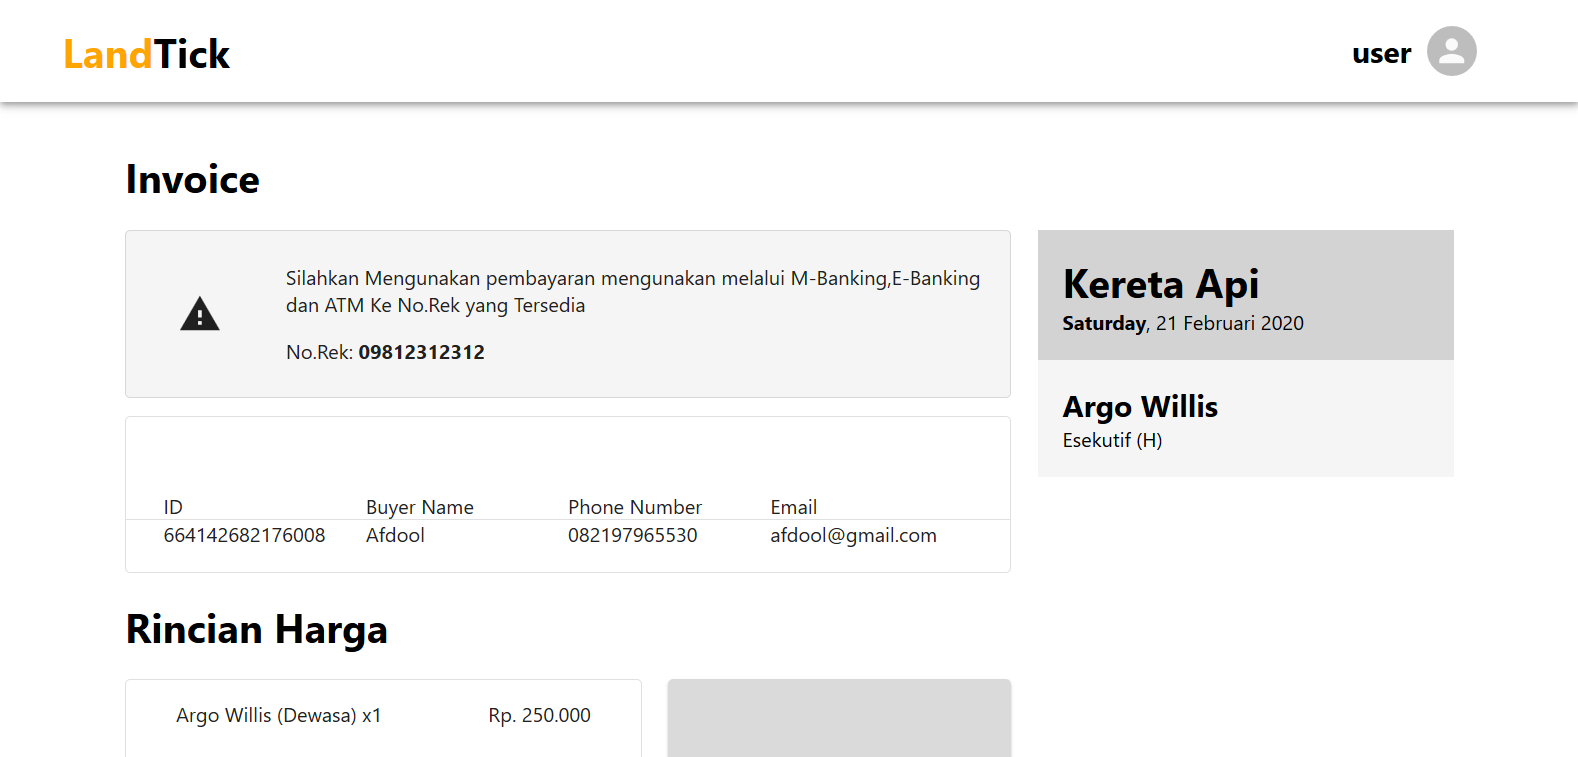 LandTick
user
Invoice
Silahkan Mengunakan pembayaran mengunakan melalui M-Banking,E-Banking
dan ATM Ke No.Rek yang Tersedia
No.Rek: 09812312312
Kereta Api
Saturday, 21 Februari 2020
Argo Willis
Esekutif (H)
ID Buyer Name Phone Number Email
664142682176008 Afdool 082197965530 afdool@gmail.com
Rincian Harga
Argo Willis (Dewasa) x1 Rp. 250.000